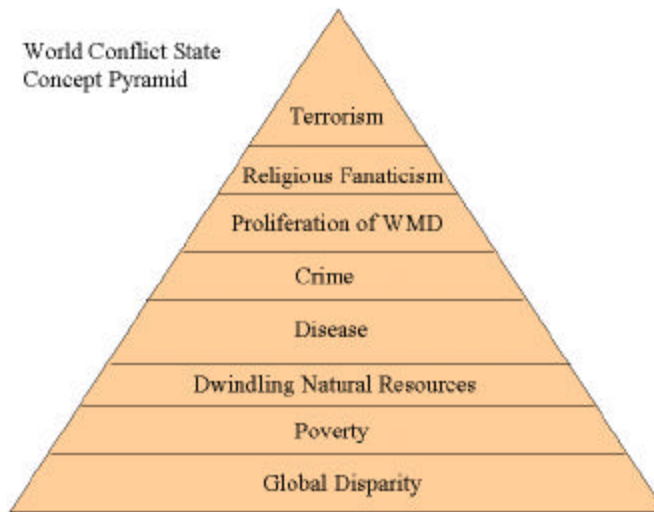 World Conflict State
Concept Pyramid
Terrorism
Religious Fanaticism
Proliferation of WMD
Crime
Disease
Dwindling Natural Resources
Poverty
Global Disparity